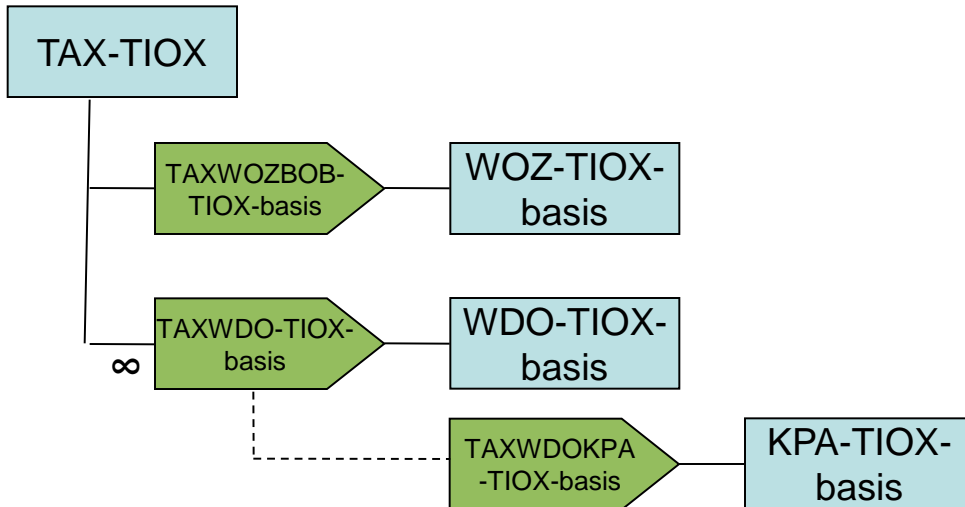 TAX-TIOX
TAXWOZBOB-
TIOX-basis
WOZ-TIOX-
basis
TAXWDO-TIOX-
basis
WDO-TIOX-
basis
∞
TAXWDOKPA
-TIOX-basis
KPA-TIOX-
basis